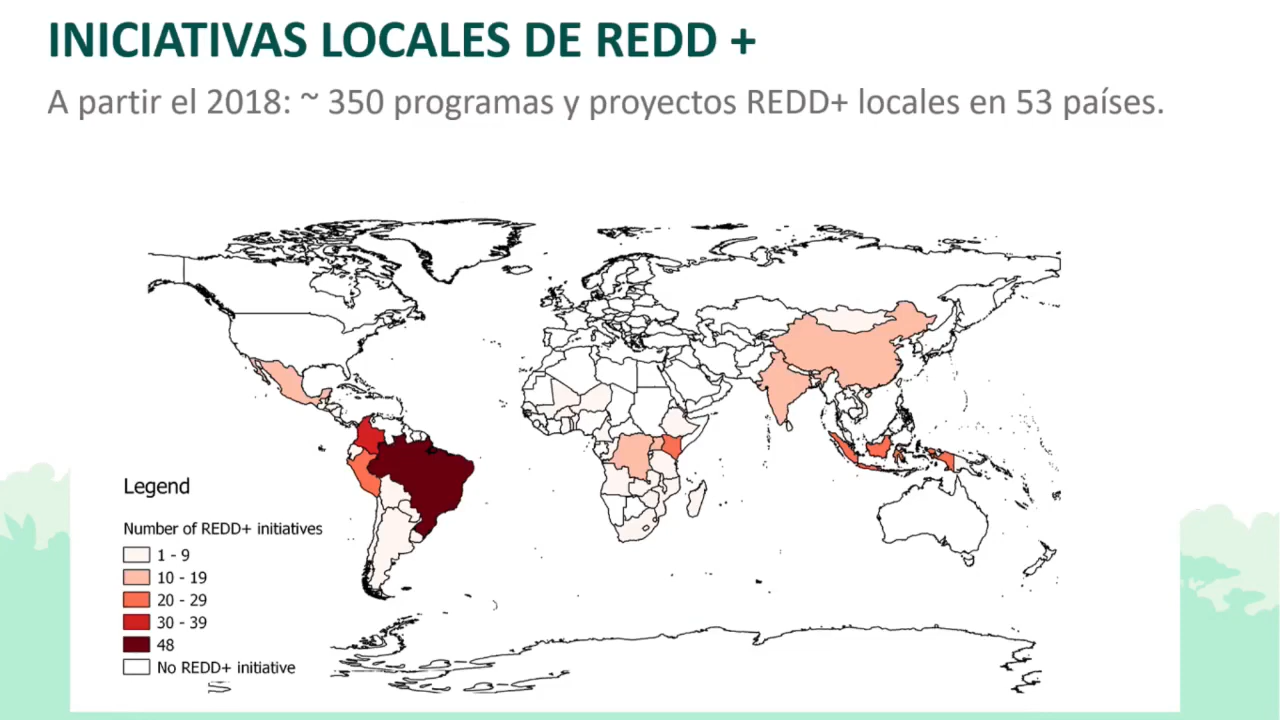 INICIATIVAS LOCALES DE REDD +
A partir el 2018: ~ 350 programas y proyectos REDD+ locales en 53 países.
Legend
Number of REDD+ initiatives
1 - 9
10 - 19
20 - 29
30 - 39
48
No REDD+ initiative